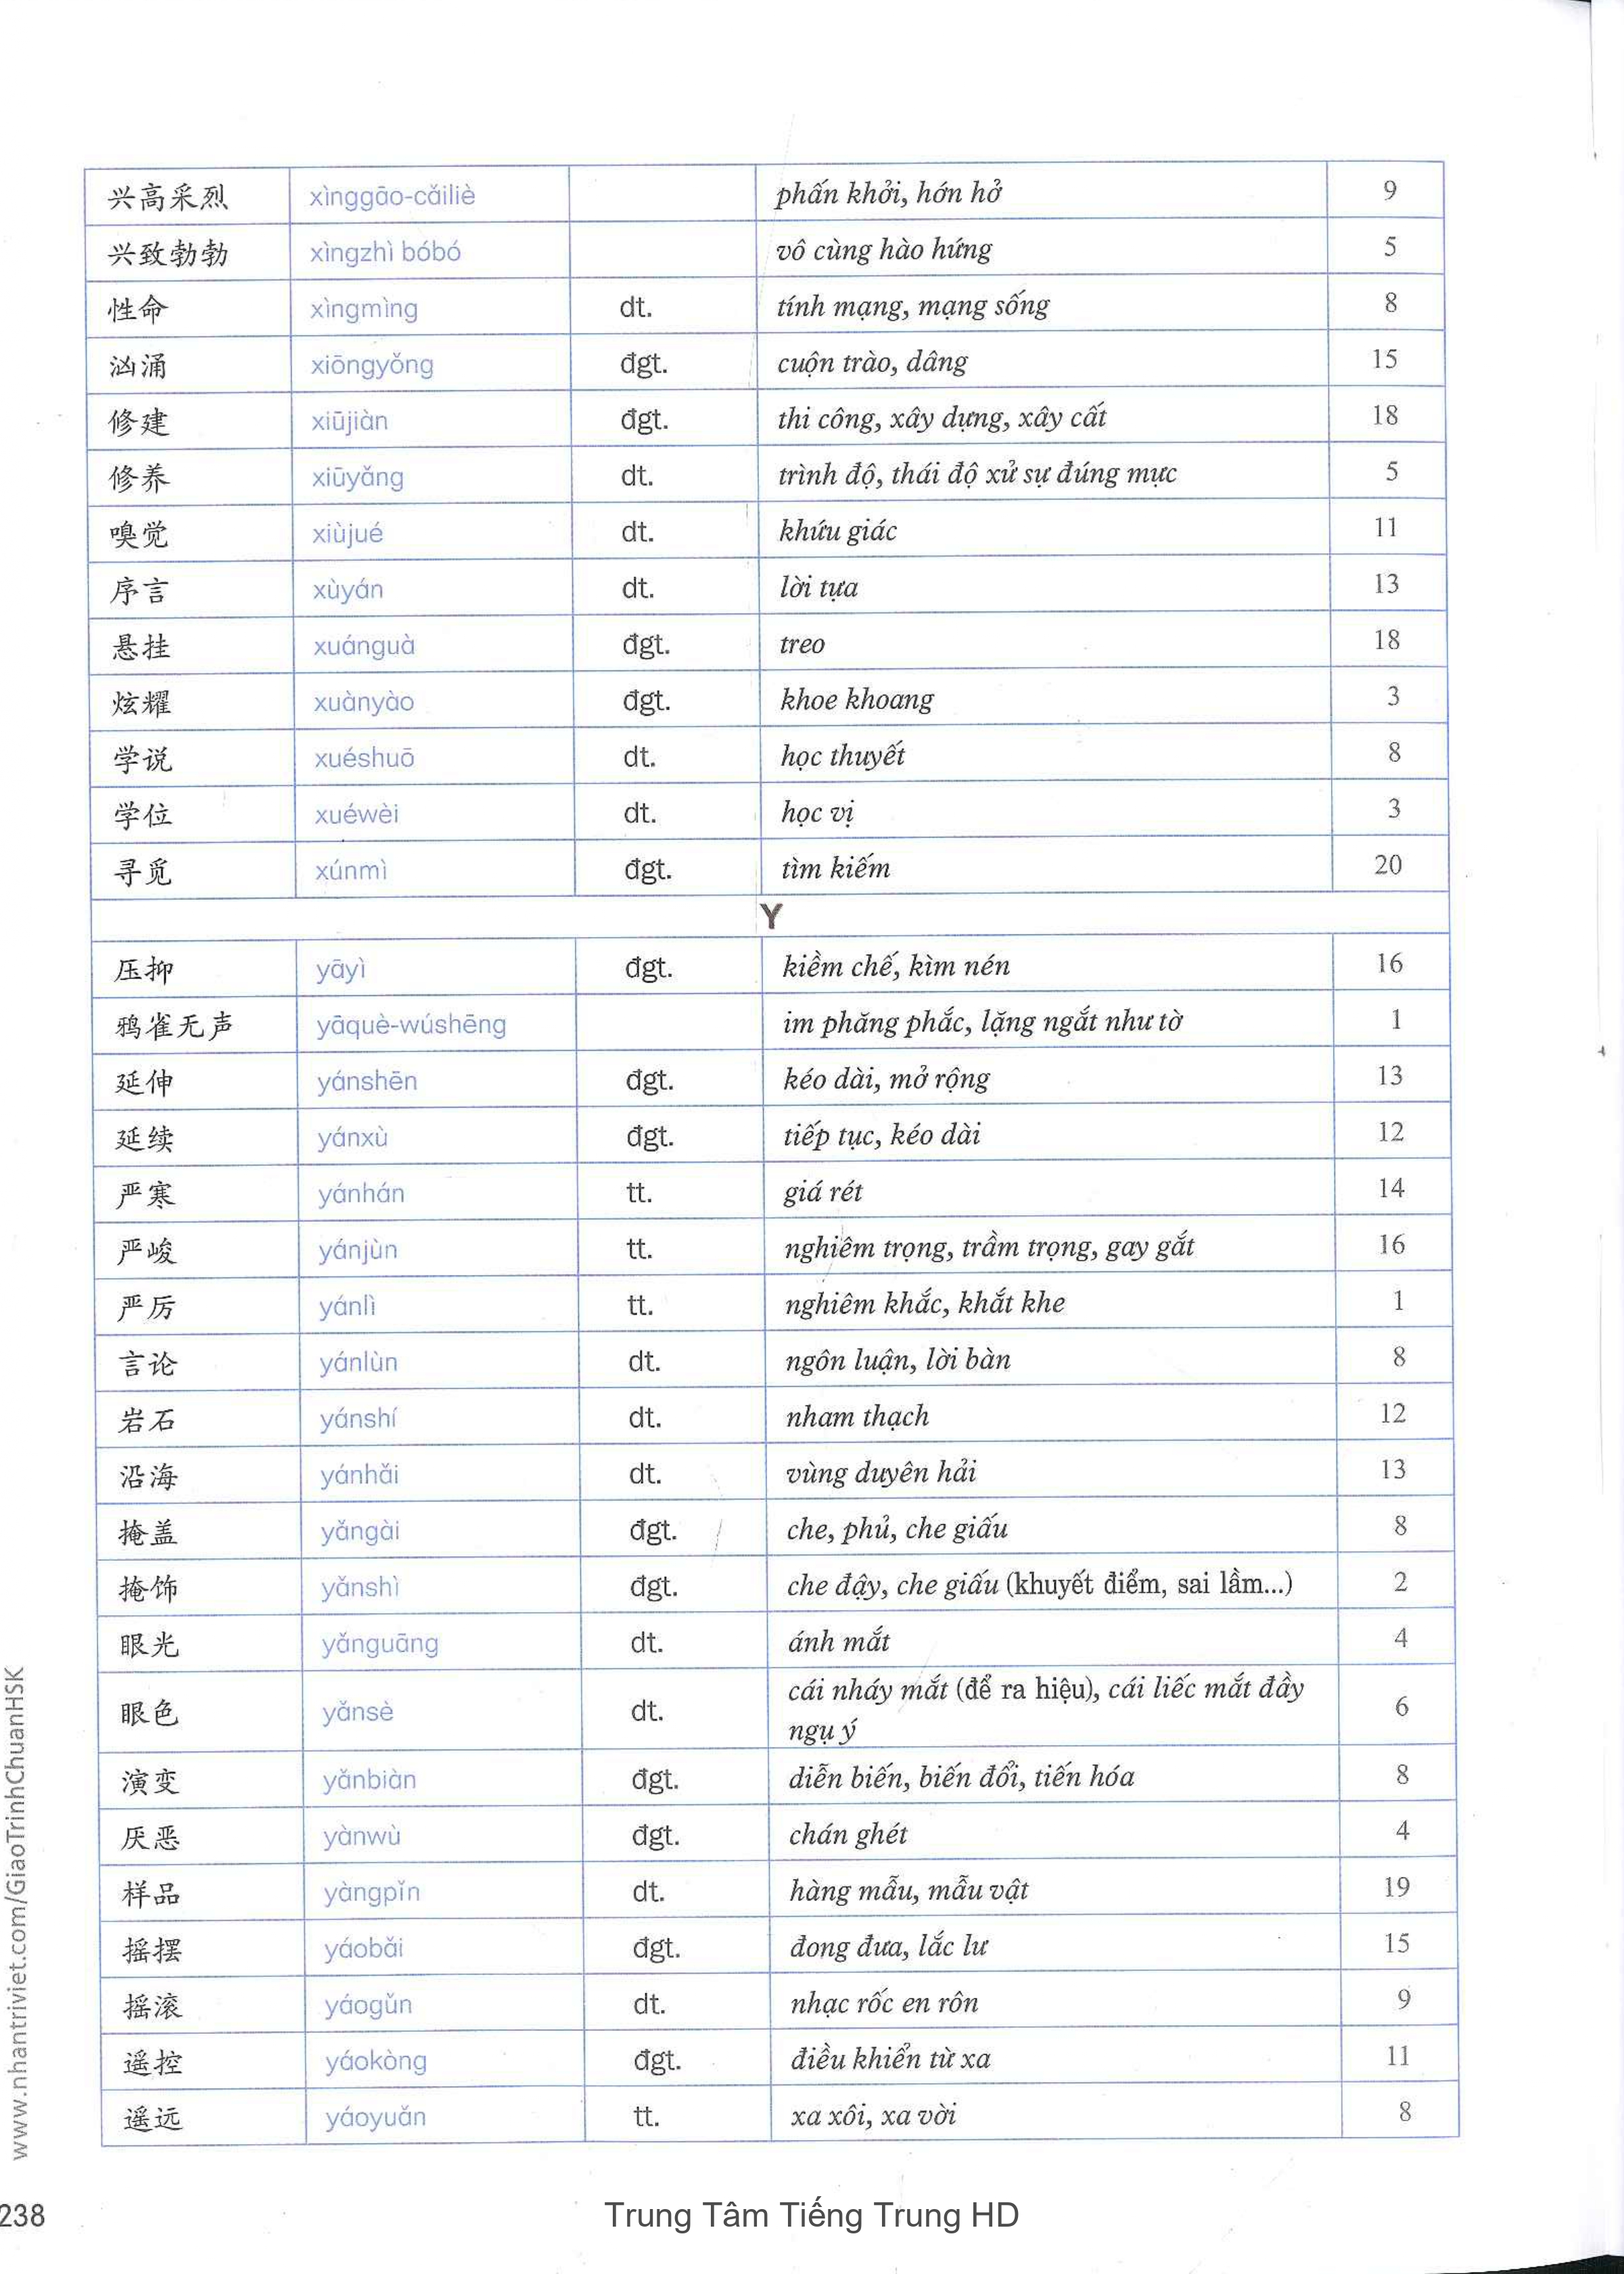 兴高采烈 xìnggāo-cǎiliè phấn khởi, hớn hở 9
兴致勃勃 xìngzhì bóbó vô cùng hào hứng 5
性命 xìngmìng dt. tính mạng, mạng sống 8
汹涌 xiōngyǒng đgt. cuộn trào, dâng 15
修建 xiūjiàn đgt. thi công, xây dựng, xây cất 18
修养 xiūyǎng dt. trình độ, thái độ xử sự đúng mực 5
嗅觉 xiùjué dt. khứu giác 11
序言 xùyán dt. lời tựa 13
悬挂 xuánguà đgt. treo 18
炫耀 xuànyào đgt. khoe khoang 3
学说 xuéshuō dt. học thuyết 8
学位 xuéwèi dt. học vị 3
寻觅 xúnmì đgt. tìm kiếm 20
Y
压抑 yāyì đgt. kiềm chế, kìm nén 16
鸦雀无声 yāquè-wúshēng im phăng phắc, lặng ngắt như tờ 1
延伸 yánshēn đgt. kéo dài, mở rộng 13
延续 yánxù đgt. tiếp tục, kéo dài 12
严寒 yánhán tt. giá rét 14
严峻 yánjùn tt. nghiêm trọng, trầm trọng, gay gắt 16
严厉 yánlì tt. nghiêm khắc, khắt khe 1
言论 yánlùn dt. ngôn luận, lời bàn 8
岩石 yánshí dt. nham thạch 12
沿海 yánhǎi dt. vùng duyên hải 13
掩盖 yǎngài đgt. che, phủ, che giấu 8
掩饰 yǎnshì đgt. che đậy, che giấu (khuyết điểm, sai lầm...) 2
眼光 yǎnguāng dt. ánh mắt 4
眼色 yǎnsè dt. cái nháy mắt (để ra hiệu), cái liếc mắt đầy
ngụ ý 6
演变 yǎnbiàn đgt. diễn biến, biến đổi, tiến hóa 8
厌恶 yànwù đgt. chán ghét 4
样品 yàngpǐn dt. hàng mẫu, mẫu vật 19
摇摆 yáobǎi đgt. đong đưa, lắc lư 15
摇滚 yáogǔn dt. nhạc rốc en rôn 9
遥控 yáokòng đgt. điều khiển từ xa 11
遥远 yáoyuǎn tt. xa xôi, xa vời 8
www.nhantriviet.com/GiaoTrinhChuanHSK
238
Trung Tâm Tiếng Trung HD